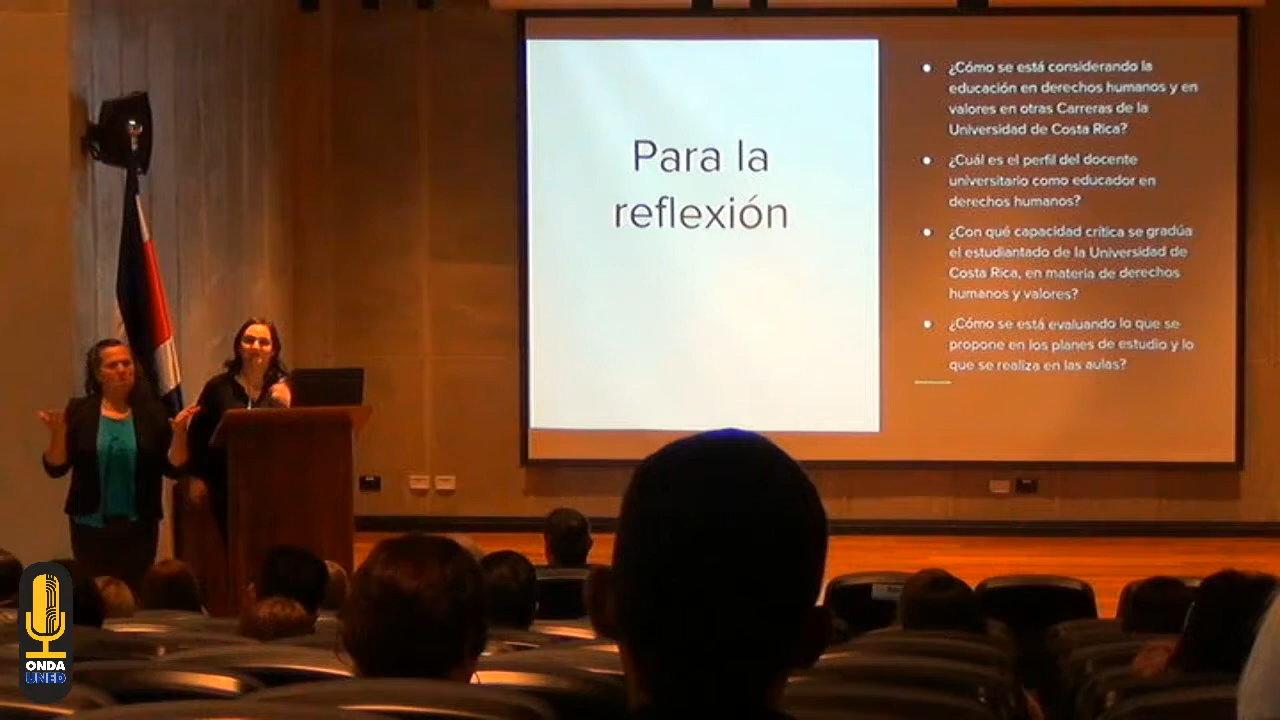 Para la
reflexión
¿Cómo se está considerando la
educación en derechos humanos y en
valores en otras Carreras de la
Universidad de Costa Rica?
¿Cuál es el perfil del docente
universitario como educador en
derechos humanos?
¿Con qué capacidad crítica se gradúa
el estudiantado de la Universidad de
Costa Rica, en materia de derechos
humanos y valores?
¿Cómo se está evaluando lo que se
propone en los planes de estudio y lo
que se realiza en las aulas?
ONDA
UNED